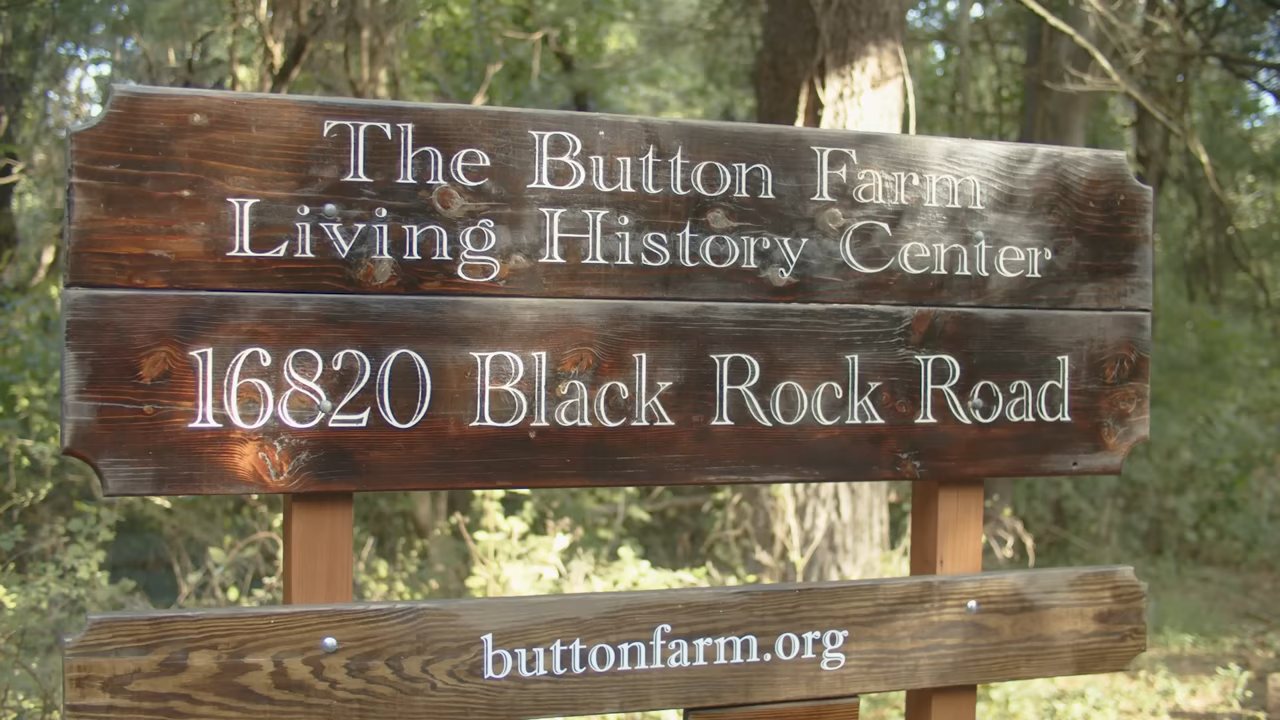 The Button Farm
Living History Center
16820 Black Rock Road
buttonfarm.org